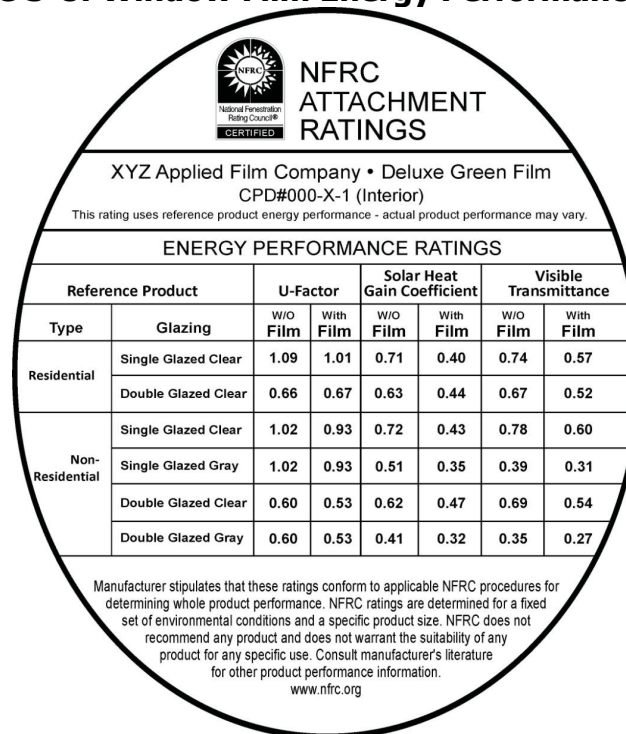 of Window Film Energy Performance
NFRC
National Fenestration
Rating Council®
CERTIFIED
NFRC
ATTACHMENT
RATINGS
XYZ Applied Film Company • Deluxe Green Film
CPD#000-X-1 (Interior)
This rating uses reference product energy performance - actual product performance may vary.
ENERGY PERFORMANCE RATINGS
Reference Product U-Factor Solar Heat Gain Coefficient Visible Transmittance
Type Glazing W/O Film With Film W/O Film With Film W/O Film With Film
Residential Single Glazed Clear 1.09 1.01 0.71 0.40 0.74 0.57
Double Glazed Clear 0.66 0.67 0.63 0.44 0.67 0.52
Non-Residential Single Glazed Clear 1.02 0.93 0.72 0.43 0.78 0.60
Single Glazed Gray 1.02 0.93 0.51 0.35 0.39 0.31
Double Glazed Clear 0.60 0.53 0.62 0.47 0.69 0.54
Double Glazed Gray 0.60 0.53 0.41 0.32 0.35 0.27
Manufacturer stipulates that these ratings conform to applicable NFRC procedures for
determining whole product performance. NFRC ratings are determined for a fixed
set of environmental conditions and a specific product size. NFRC does not
recommend any product and does not warrant the suitability of any
product for any specific use. Consult manufacturer's literature
for other product performance information.
www.nfrc.org